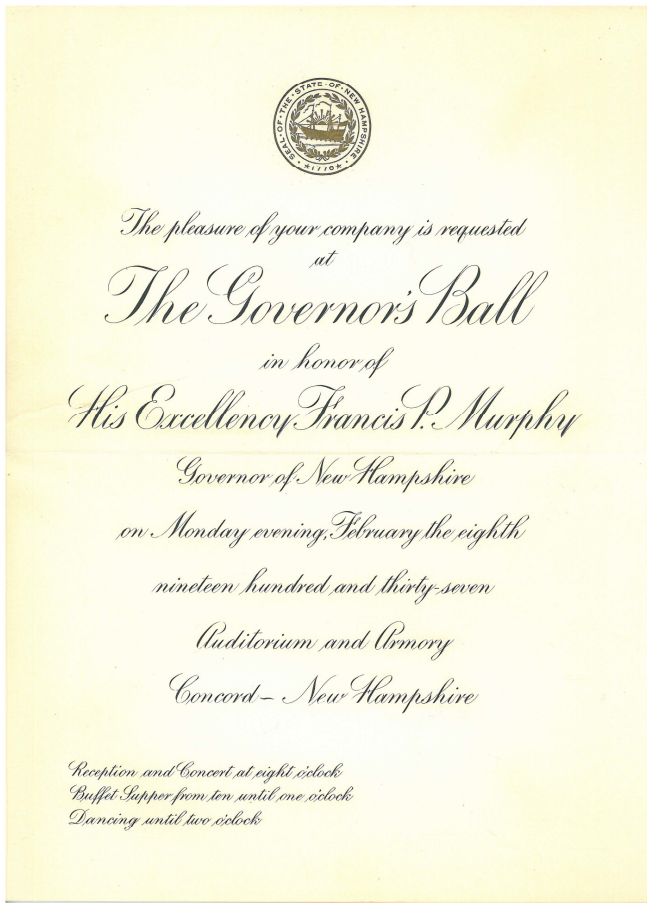 SEAL · OF · THE · STATE · OF · NEW HAMPSHIRE ·
★ 1776 ★
The pleasure of your company is requested
at
The Governor's Ball
in honor of
His Excellency Francis P. Murphy
Governor of New Hampshire
on Monday evening, February the eighth
nineteen hundred and thirty-seven
Auditorium and Armory
Concord – New Hampshire
Reception and Concert at eight o'clock
Buffet Supper from ten until one o'clock
Dancing until two o'clock